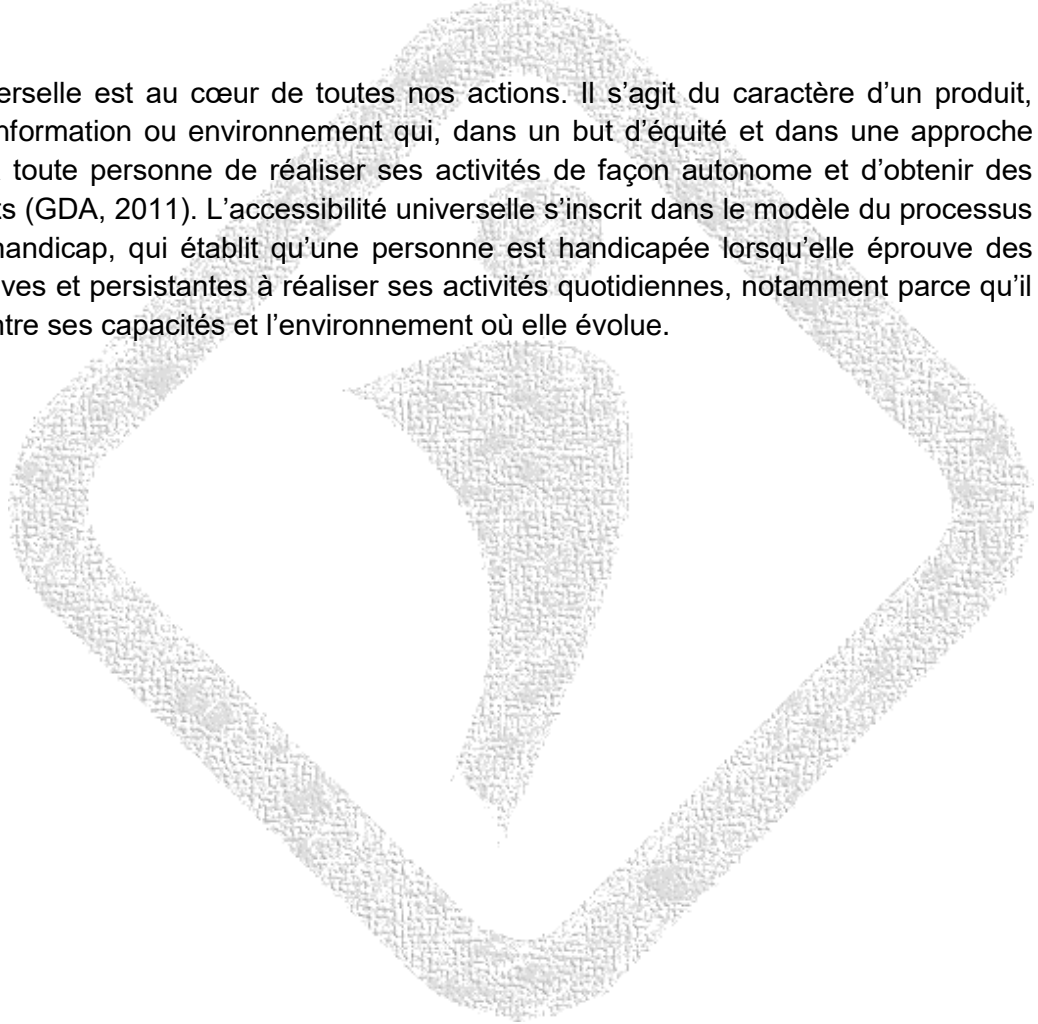 erselle est au cœur de toutes nos actions. Il s’agit du caractère d’un produit,
nformation ou environnement qui, dans un but d’équité et dans une approche
toute personne de réaliser ses activités de façon autonome et d’obtenir des
ts (GDA, 2011). L’accessibilité universelle s’inscrit dans le modèle du processus
handicap, qui établit qu’une personne est handicapée lorsqu’elle éprouve des
ves et persistantes à réaliser ses activités quotidiennes, notamment parce qu’il
ntre ses capacités et l’environnement où elle évolue.